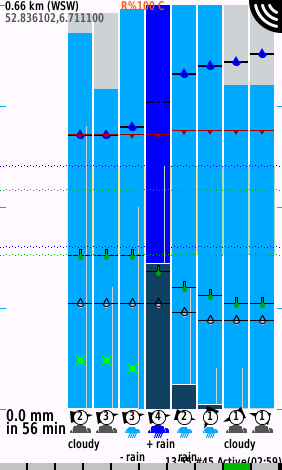 0.66 km (WSW)
R%100 C
52.836102,6.711100
0.0 mm
in 56 min
2 3 3 4 2 1 1 1
cloudy + rain cloudy
- rain rain
#45 Active(02:59)